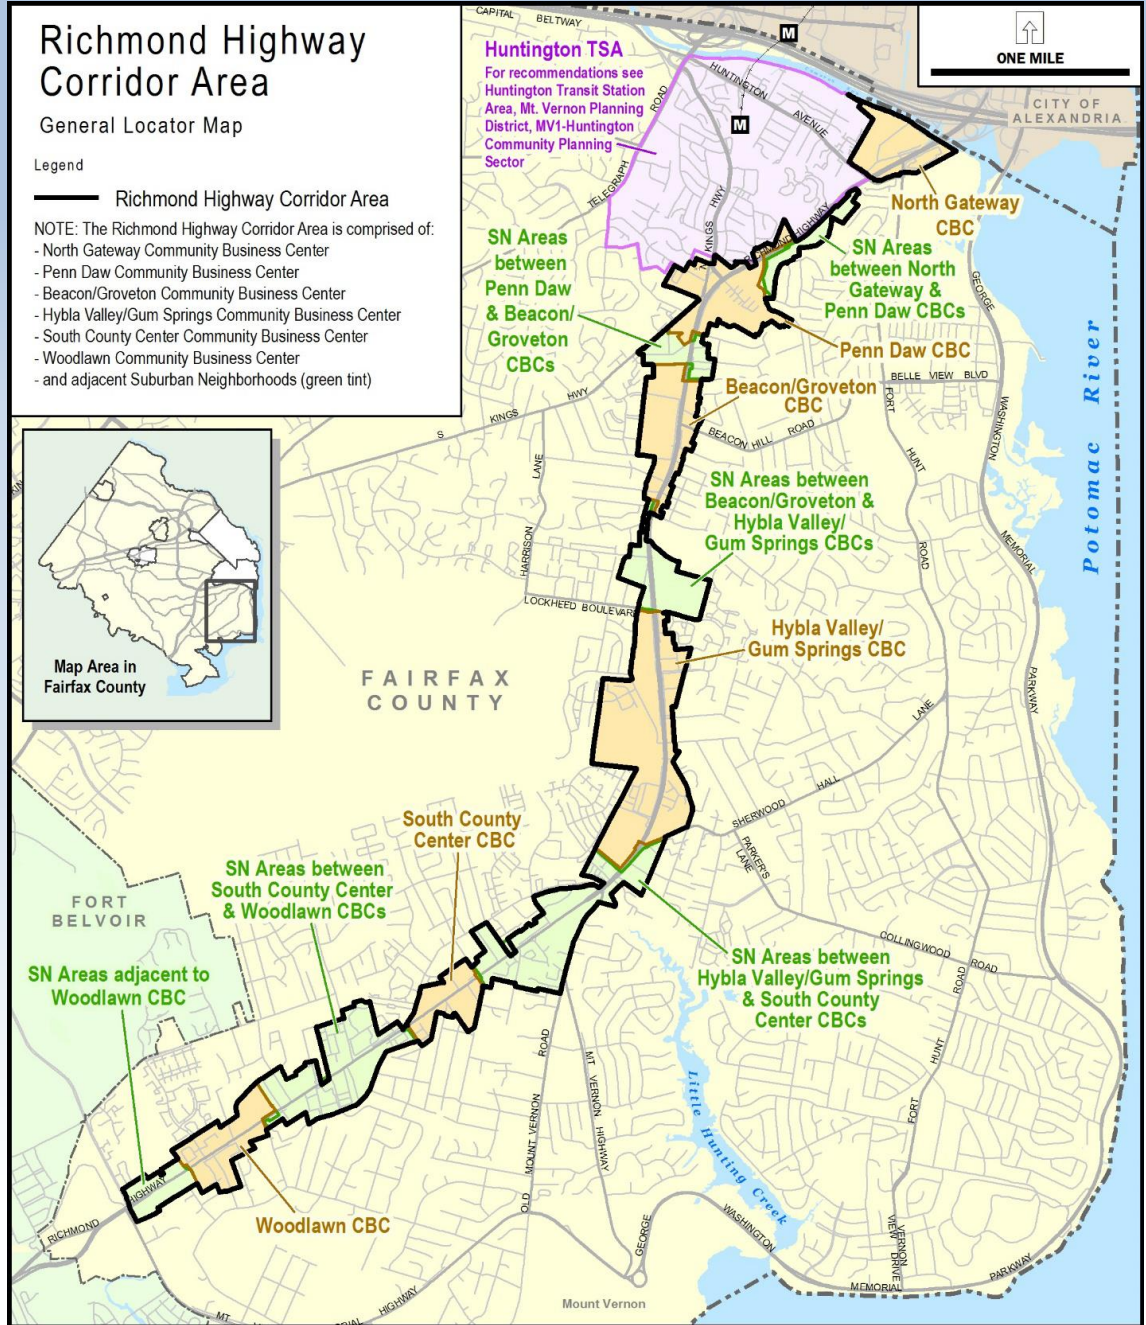 Richmond Highway
Corridor Area
General Locator Map
Legend
Richmond Highway Corridor Area
NOTE: The Richmond Highway Corridor Area is comprised of:
- North Gateway Community Business Center
- Penn Daw Community Business Center
- Beacon/Groveton Community Business Center
- Hybla Valley/Gum Springs Community Business Center
- South County Center Community Business Center
- Woodlawn Community Business Center
- and adjacent Suburban Neighborhoods (green tint)
CAPITAL BELTWAY
M
ONE MILE
Huntington TSA
For recommendations see
Huntington Transit Station
Area, Mt. Vernon Planning
District, MV1-Huntington
Community Planning
Sector
HUNTINGTON
AVENUE
M
CITY OF
ALEXANDRIA
TELEGRAPH
ROAD
N KINGS HWY
RICHMOND HIGHWAY
North Gateway
CBC
SN Areas
between
Penn Daw
& Beacon/
Groveton
CBCs
SN Areas
between North
Gateway &
Penn Daw CBCs
GEORGE
WASHINGTON
MEMORIAL
PARKWAY
Potomac River
Penn Daw CBC
BELLE VIEW BLVD
FORT
HUNT
ROAD
Beacon/Groveton
CBC
BEACON HILL ROAD
S KINGS HWY
HARRISON
LANE
LOCKHEED BOULEVARD
SN Areas between
Beacon/Groveton &
Hybla Valley/
Gum Springs CBCs
Hybla Valley/
Gum Springs CBC
Map Area in
Fairfax County
FAIRFAX
COUNTY
SHERWOOD HALL LANE
PARKER'S
LANE
South County
Center CBC
SN Areas between
South County Center
& Woodlawn CBCs
FORT
BELVOIR
SN Areas adjacent to
Woodlawn CBC
COLLINGWOOD ROAD
SN Areas between
Hybla Valley/Gum Springs
& South County
Center CBCs
FORT HUNT ROAD
OLD MOUNT VERNON ROAD
MT VERNON HIGHWAY
Little Hunting Creek
RICHMOND HIGHWAY
Woodlawn CBC
GEORGE
WASHINGTON
MEMORIAL
PARKWAY
VERNON
VIEW DRIVE
Mount Vernon
MT
HIGHWAY